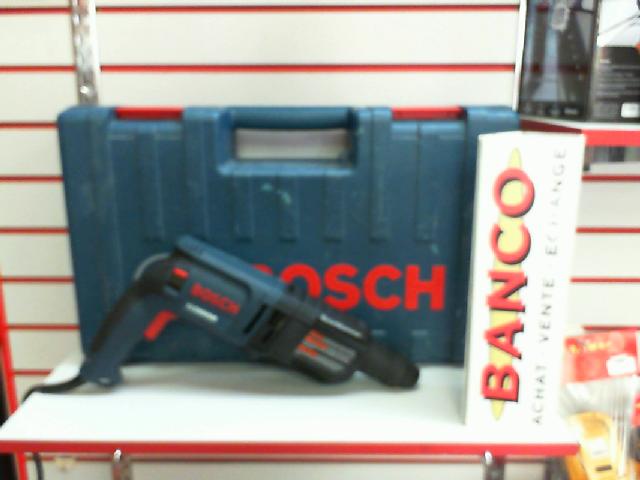 BOSCH
BOSCH
BANCO
ACHAT · VENTE · ÉCHANGE